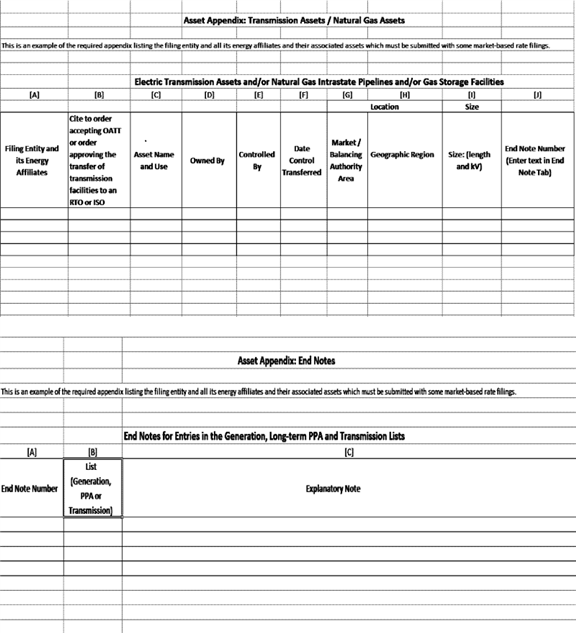 Asset Appendix: Transmission Assets / Natural Gas Assets
This is an example of the required appendix listing the filing entity and all its energy affiliates and their associated assets which must be submitted with some market-based rate filings.
Electric Transmission Assets and/or Natural Gas Intrastate Pipelines and/or Gas Storage Facilities
[A] [B] [C] [D] [E] [F] [G] [H] [I] [J]
Location Size
Filing Entity and
its Energy
Affiliates
Cite to order
accepting OATT
or order
approving the
transfer of
transmission
facilities to an
RTO or ISO
Asset Name
and Use
Owned By
Controlled
By
Date
Control
Transferred
Market /
Balancing
Authority
Area
Geographic Region
Size: (length
and kV)
End Note Number
(Enter text in End
Note Tab)
Asset Appendix: End Notes
This is an example of the required appendix listing the filing entity and all its energy affiliates and their associated assets which must be submitted with some market-based rate filings.
End Notes for Entries in the Generation, Long-term PPA and Transmission Lists
[A] [B] [C]
End Note Number
List
(Generation,
PPA or
Transmission)
Explanatory Note